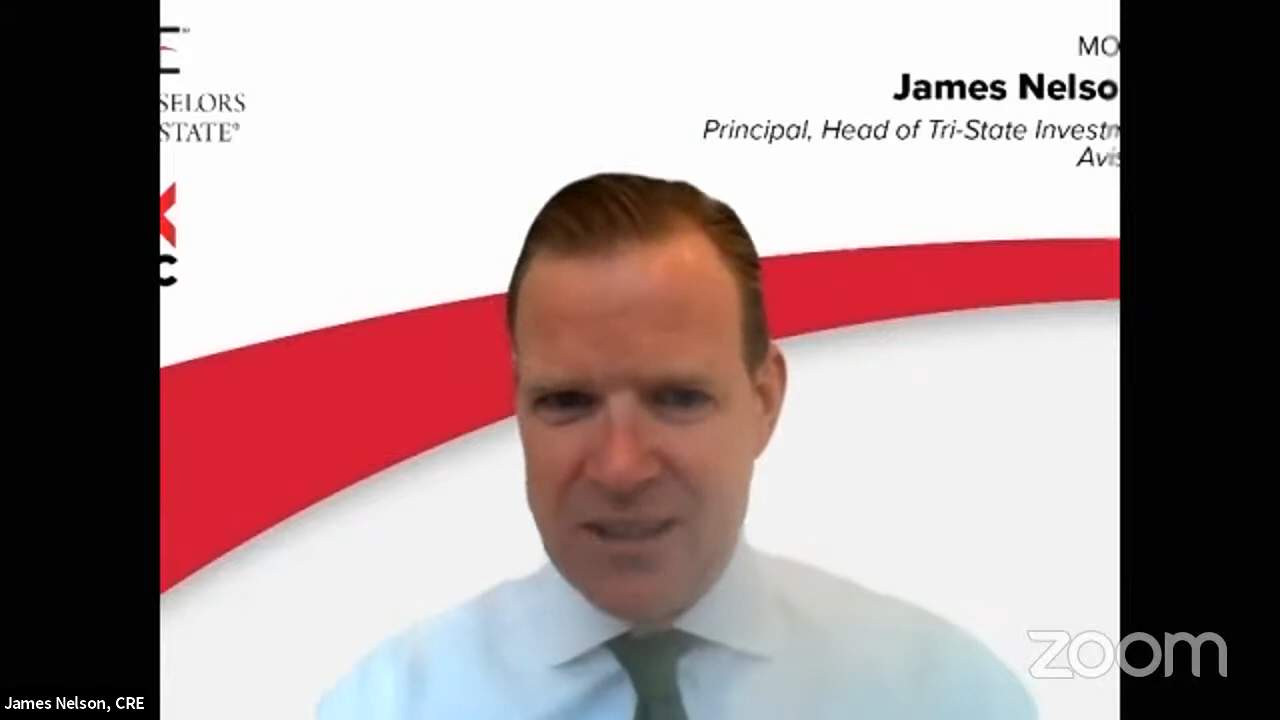 SELORS
STATE®
C
MO
James Nelso
Principal, Head of Tri-State Investm
Avis
zoom
James Nelson, CRE